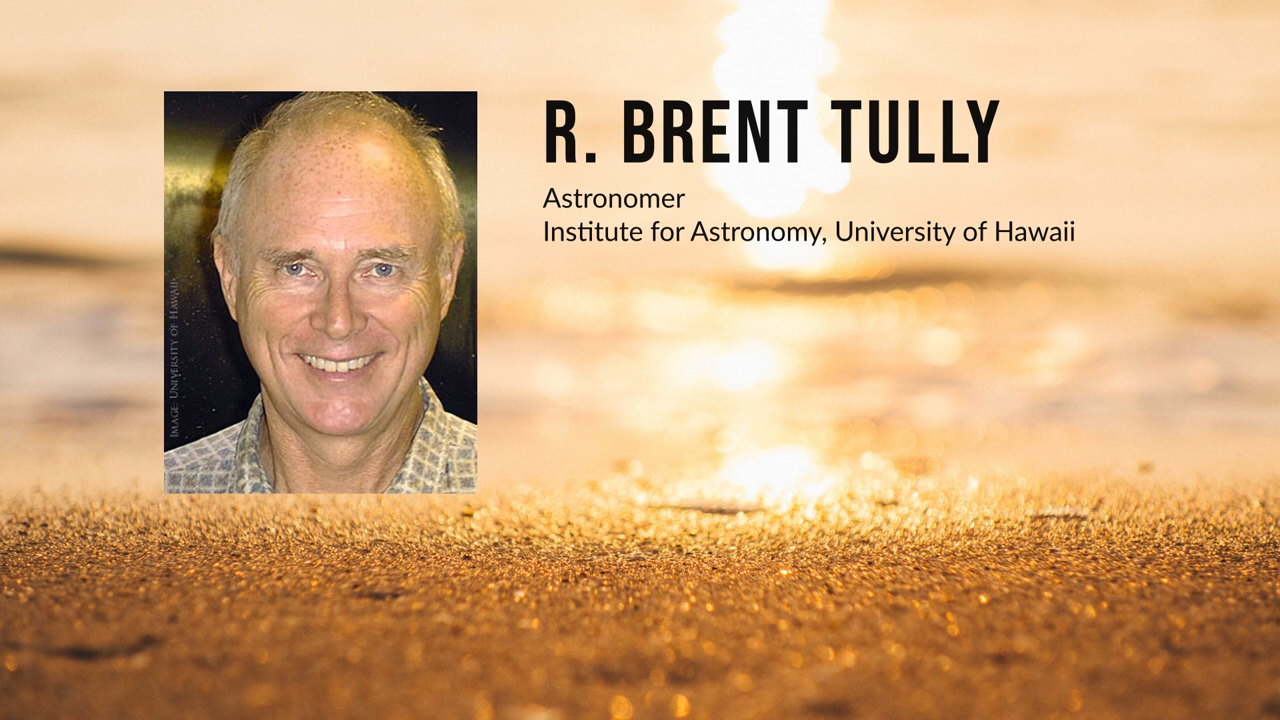 R. BRENT TULLY
Astronomer
Institute for Astronomy, University of Hawaii
IMAGE: UNIVERSITY OF HAWAII